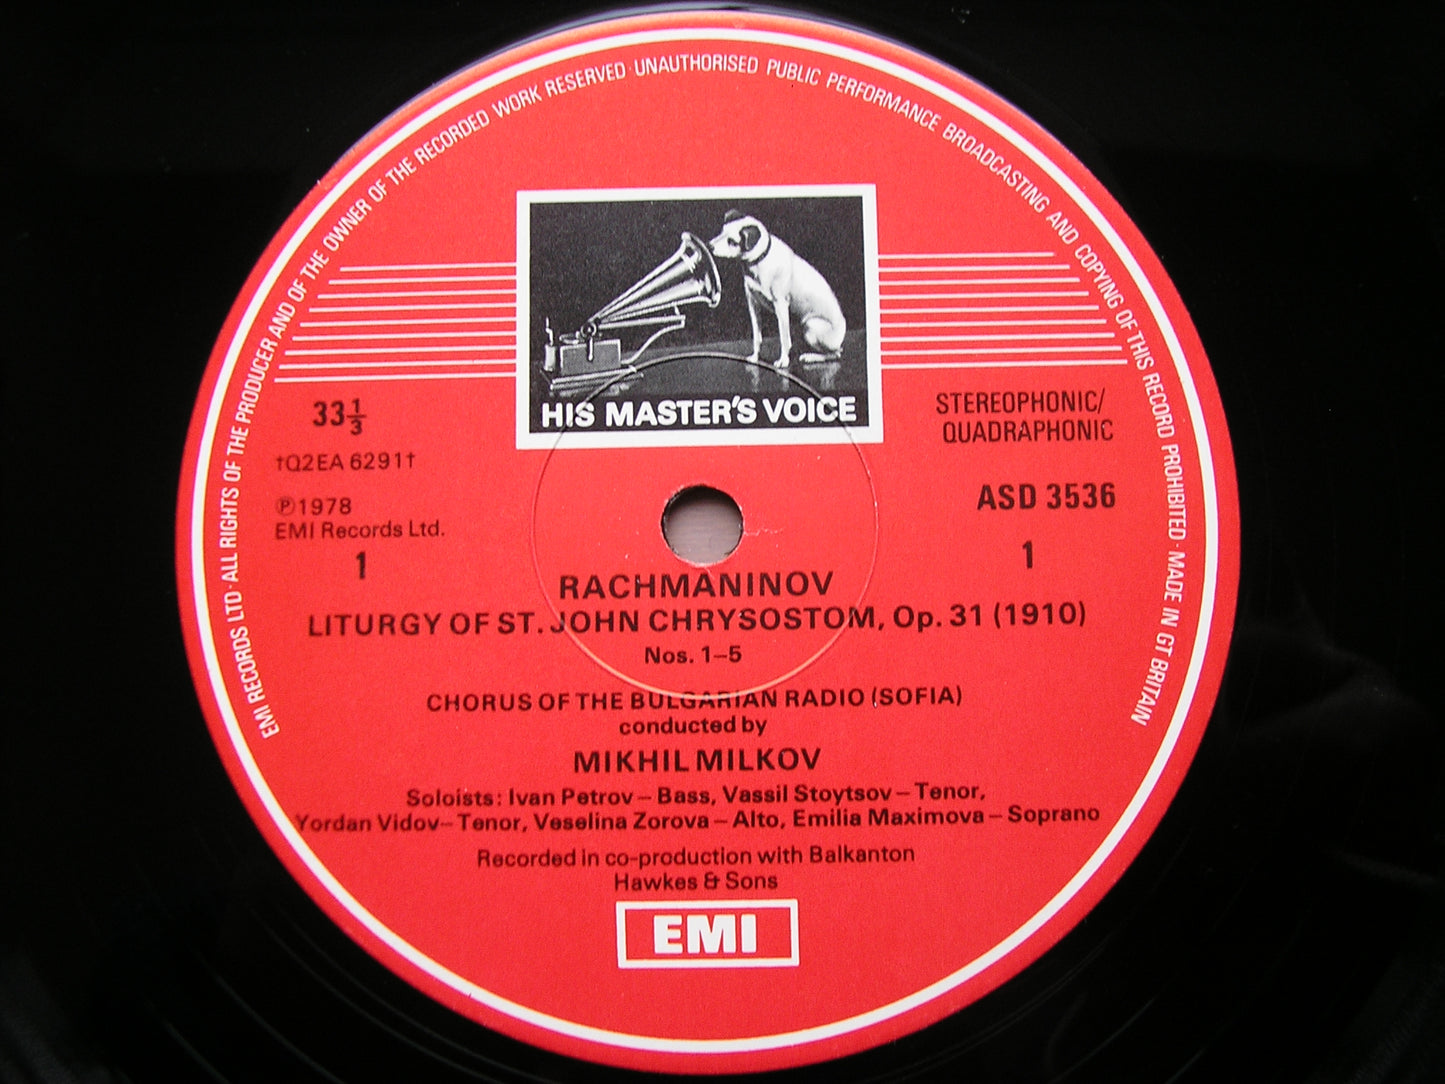 EMI RECORDS LTD · ALL RIGHTS OF THE PRODUCER AND OF THE OWNER OF THE RECORDED WORK RESERVED · UNAUTHORISED PUBLIC PERFORMANCE BROADCASTING AND COPYING OF THIS RECORD PROHIBITED · MADE IN GT BRITAIN
HIS MASTER'S VOICE
33 1/3
†Q2EA 6291†
℗1978
EMI Records Ltd.
1
STEREOPHONIC/
QUADRAPHONIC
ASD 3536
1
RACHMANINOV
LITURGY OF ST. JOHN CHRYSOSTOM, Op. 31 (1910)
Nos. 1–5
CHORUS OF THE BULGARIAN RADIO (SOFIA)
conducted by
MIKHIL MILKOV
Soloists: Ivan Petrov – Bass, Vassil Stoytsov – Tenor,
Yordan Vidov – Tenor, Veselina Zorova – Alto, Emilia Maximova – Soprano
Recorded in co-production with Balkanton
Hawkes & Sons
EMI